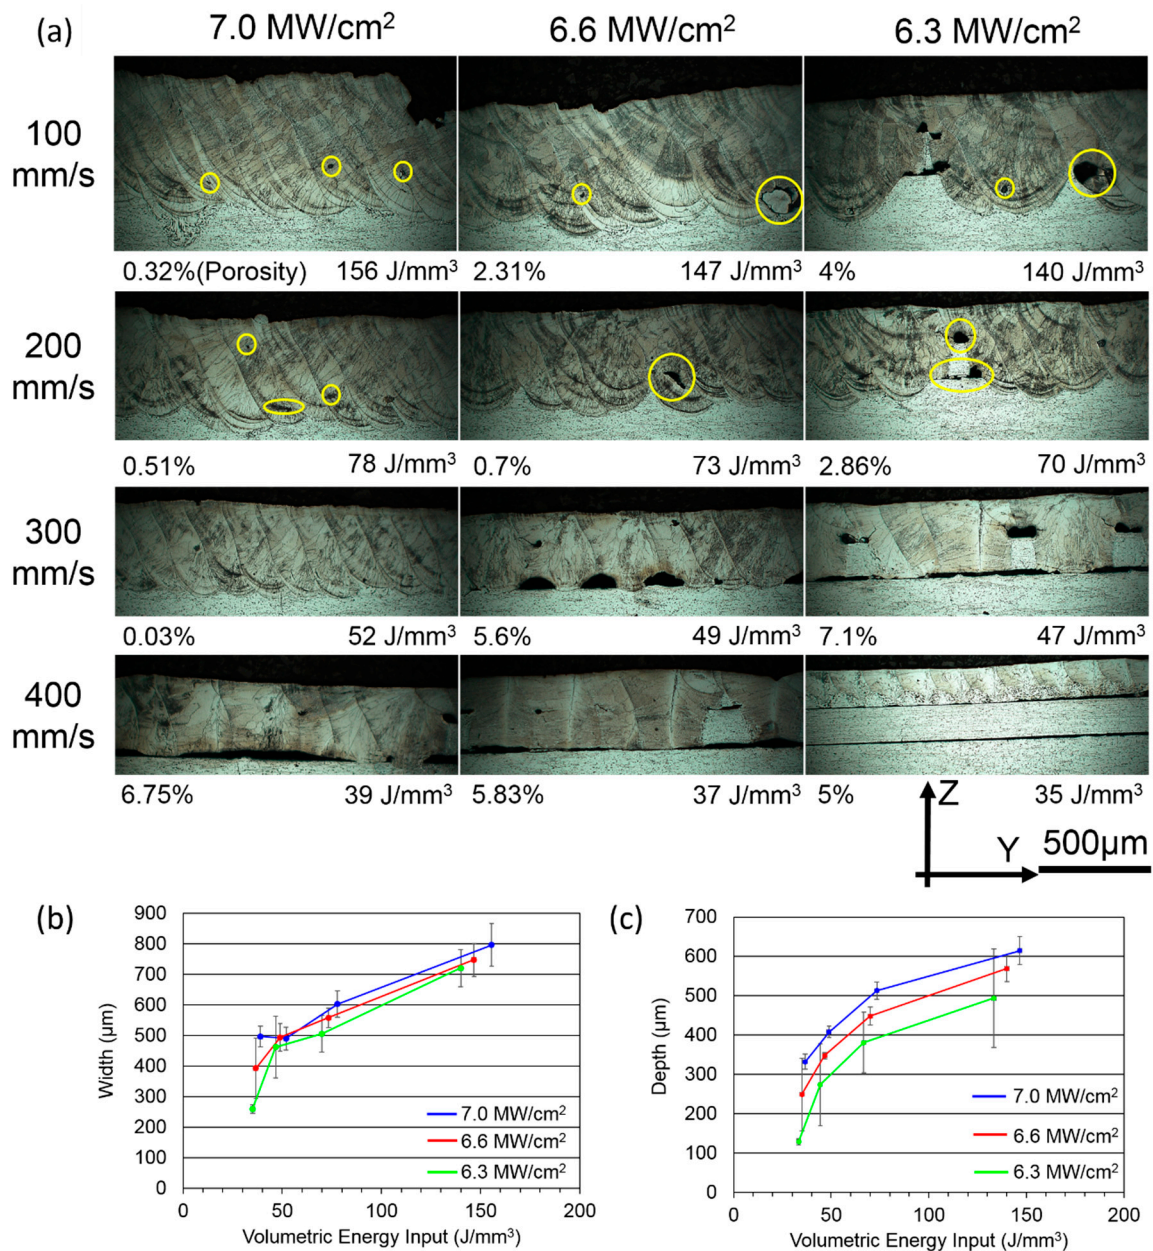 (a)
7.0 MW/cm²
6.6 MW/cm²
6.3 MW/cm²
100
mm/s
0.32%(Porosity)
156 J/mm³
2.31%
147 J/mm³
4%
140 J/mm³
200
mm/s
0.51%
78 J/mm³
0.7%
73 J/mm³
2.86%
70 J/mm³
300
mm/s
0.03%
52 J/mm³
5.6%
49 J/mm³
7.1%
47 J/mm³
400
mm/s
6.75%
39 J/mm³
5.83%
37 J/mm³
5%
35 J/mm³
Z
Y
500μm
(b)
900
800
700
600
500
400
300
200
100
0
Width (μm)
0
50
100
150
200
Volumetric Energy Input (J/mm³)
7.0 MW/cm²
6.6 MW/cm²
6.3 MW/cm²
(c)
700
600
500
400
300
200
100
0
Depth (μm)
0
50
100
150
200
Volumetric Energy Input (J/mm³)
7.0 MW/cm²
6.6 MW/cm²
6.3 MW/cm²